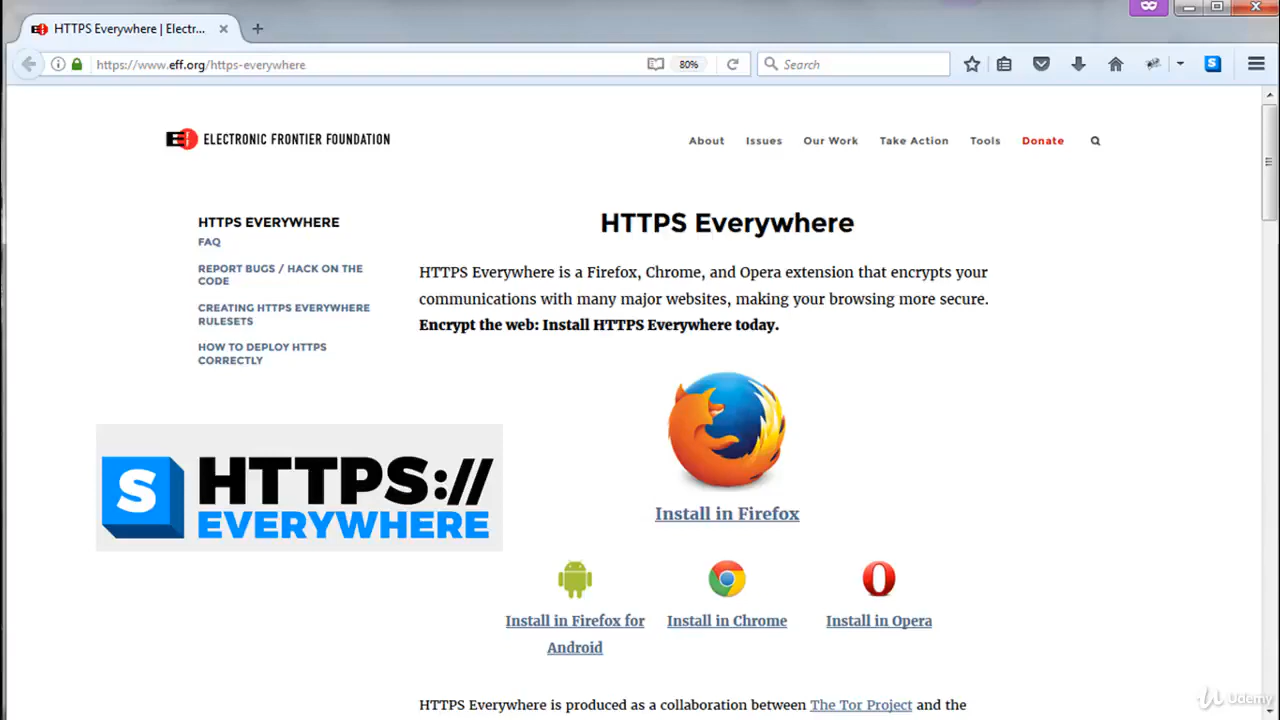 HTTPS Everywhere | Electr...
https://www.eff.org/https-everywhere
80%
Search
S
ELECTRONIC FRONTIER FOUNDATION
About Issues Our Work Take Action Tools Donate
HTTPS EVERYWHERE
FAQ
REPORT BUGS / HACK ON THE
CODE
CREATING HTTPS EVERYWHERE
RULESETS
HOW TO DEPLOY HTTPS
CORRECTLY
HTTPS Everywhere
HTTPS Everywhere is a Firefox, Chrome, and Opera extension that encrypts your
communications with many major websites, making your browsing more secure.
Encrypt the web: Install HTTPS Everywhere today.
S
HTTPS://
EVERYWHERE
Install in Firefox
Install in Firefox for
Android
Install in Chrome
Install in Opera
HTTPS Everywhere is produced as a collaboration between The Tor Project and the
Udemy